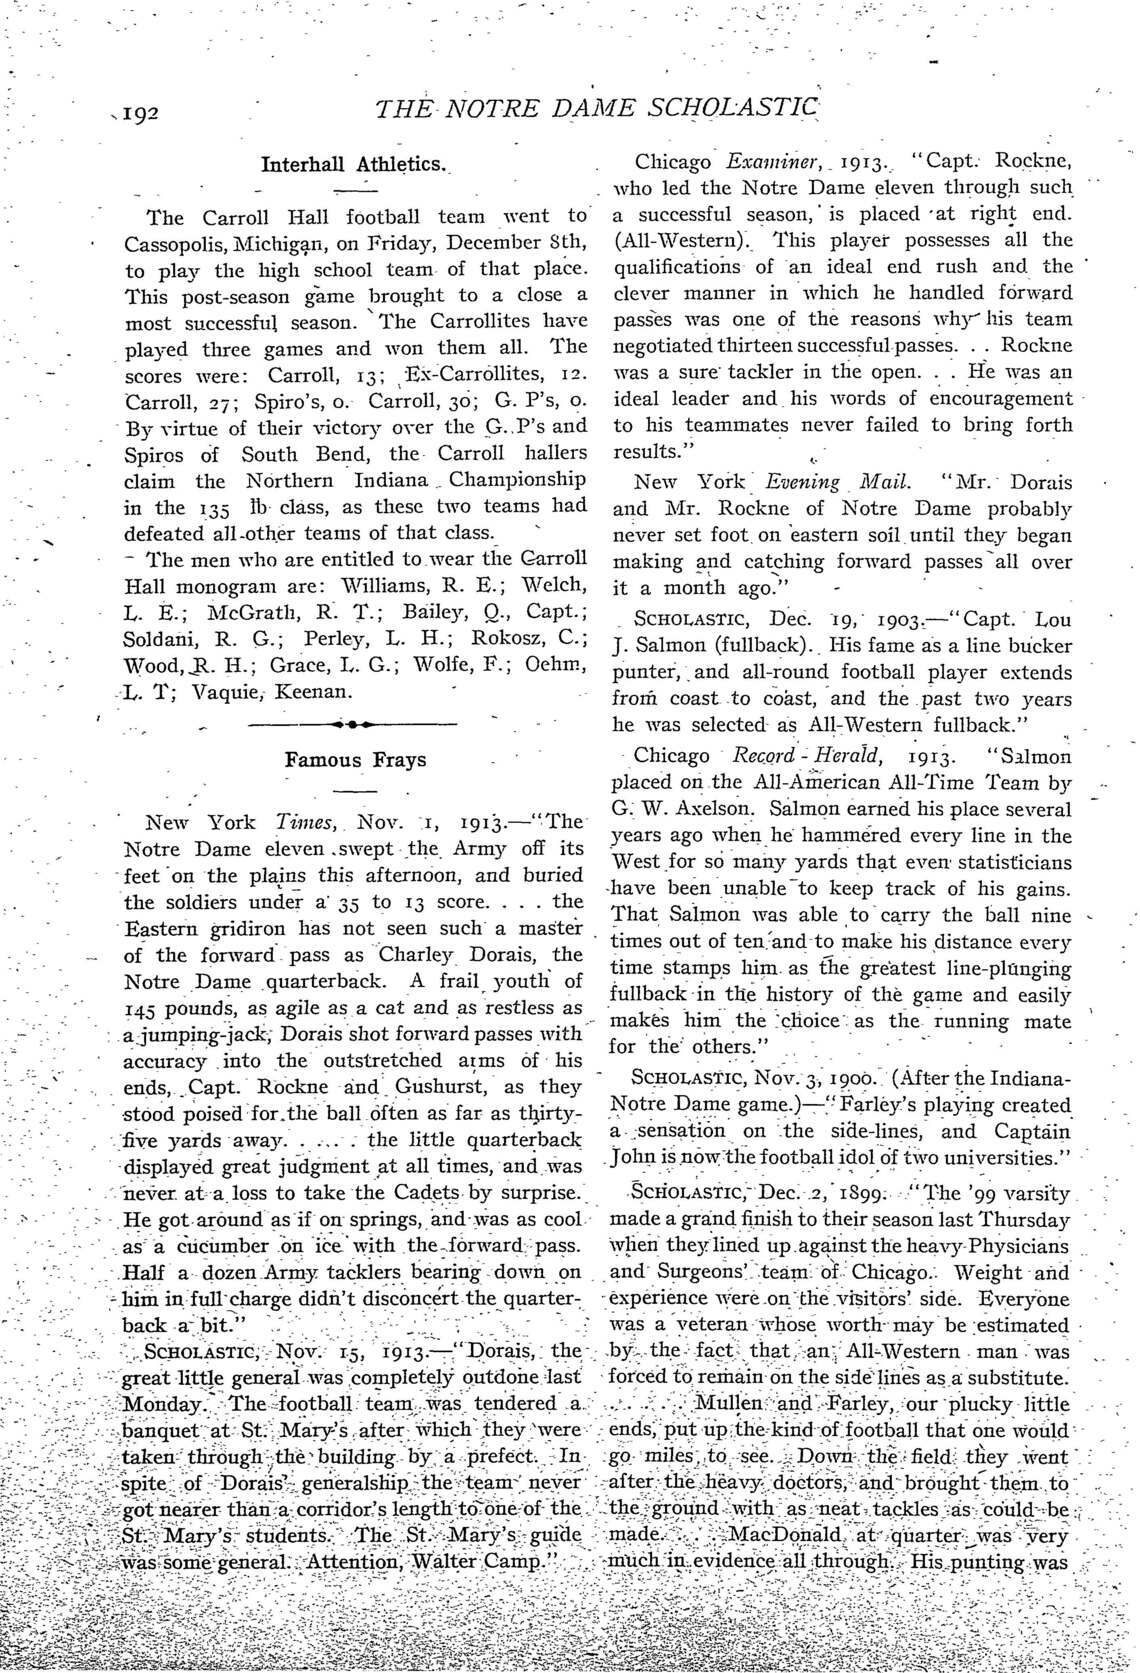 192
THE NOTRE DAME SCHOLASTIC
Interhall Athletics.
The Carroll Hall football team went to
Cassopolis, Michigan, on Friday, December 8th,
to play the high school team of that place.
This post-season game brought to a close a
most successful season. The Carrollites have
played three games and won them all. The
scores were: Carroll, 13; Ex-Carrollites, 12.
Carroll, 27; Spiro's, 0. Carroll, 30; G. P's, 0.
By virtue of their victory over the G. P's and
Spiros of South Bend, the Carroll hallers
claim the Northern Indiana Championship
in the 135 lb class, as these two teams had
defeated all other teams of that class.
The men who are entitled to wear the Carroll
Hall monogram are: Williams, R. E.; Welch,
L. E.; McGrath, R. T.; Bailey, Q., Capt.;
Soldani, R. G.; Perley, L. H.; Rokosz, C.;
Wood, R. H.; Grace, L. G.; Wolfe, F.; Oehm,
L. T; Vaquie, Keenan.
Famous Frays
New York Times, Nov. 1, 1913.—"The
Notre Dame eleven swept the Army off its
feet on the plains this afternoon, and buried
the soldiers under a 35 to 13 score. . . . the
Eastern gridiron has not seen such a master
of the forward pass as Charley Dorais, the
Notre Dame quarterback. A frail youth of
145 pounds, as agile as a cat and as restless as
a jumping-jack, Dorais shot forward passes with
accuracy into the outstretched arms of his
ends, Capt. Rockne and Gushurst, as they
stood poised for the ball often as far as thirty-
five yards away. . . . . the little quarterback
displayed great judgment at all times, and was
never at a loss to take the Cadets by surprise.
He got around as if on springs, and was as cool
as a cucumber on ice with the forward pass.
Half a dozen Army tacklers bearing down on
him in full charge didn't disconcert the quarter-
back a bit."
SCHOLASTIC, Nov. 15, 1913.—"Dorais, the
great little general was completely outdone last
Monday. The football team was tendered a
banquet at St. Mary's after which they were
taken through the building by a prefect. In
spite of Dorais' generalship the team never
got nearer than a corridor's length to one of the
St. Mary's students. The St. Mary's guide
was some general. Attention, Walter Camp."
Chicago Examiner, 1913. "Capt. Rockne,
who led the Notre Dame eleven through such
a successful season, is placed at right end.
(All-Western). This player possesses all the
qualifications of an ideal end rush and the
clever manner in which he handled forward
passes was one of the reasons why his team
negotiated thirteen successful passes. . . Rockne
was a sure tackler in the open. . . He was an
ideal leader and his words of encouragement
to his teammates never failed to bring forth
results."
New York Evening Mail. "Mr. Dorais
and Mr. Rockne of Notre Dame probably
never set foot on eastern soil until they began
making and catching forward passes all over
it a month ago."
SCHOLASTIC, Dec. 19, 1903.—"Capt. Lou
J. Salmon (fullback). His fame as a line bucker
punter, and all-round football player extends
from coast to coast, and the past two years
he was selected as All-Western fullback."
Chicago Record-Herald, 1913. "Salmon
placed on the All-American All-Time Team by
G. W. Axelson. Salmon earned his place several
years ago when he hammered every line in the
West for so many yards that even statisticians
have been unable to keep track of his gains.
That Salmon was able to carry the ball nine
times out of ten and to make his distance every
time stamps him as the greatest line-plunging
fullback in the history of the game and easily
makes him the choice as the running mate
for the others."
SCHOLASTIC, Nov. 3, 1900. (After the Indiana-
Notre Dame game.)—"Farley's playing created
a sensation on the side-lines, and Captain
John is now the football idol of two universities."
SCHOLASTIC, Dec. 2, 1899. "The '99 varsity
made a grand finish to their season last Thursday
when they lined up against the heavy Physicians
and Surgeons' team of Chicago. Weight and
experience were on the visitors' side. Everyone
was a veteran whose worth may be estimated
by the fact that an All-Western man was
forced to remain on the side lines as a substitute.
. . . . . . Mullen and Farley, our plucky little
ends, put up the kind of football that one would
go miles to see. Down the field they went
after the heavy doctors, and brought them to
the ground with as neat tackles as could be
made. . . . MacDonald at quarter was very
much in evidence all through. His punting was